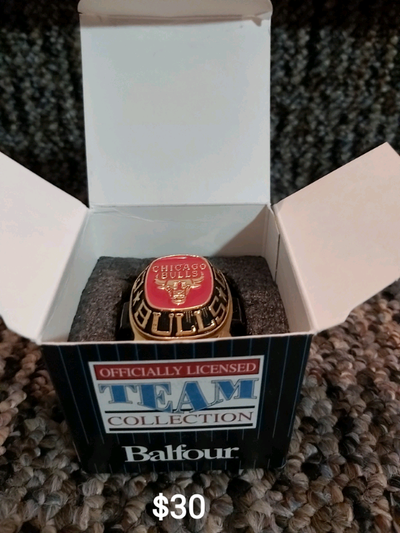 CHICAGO
BULLS
BULLS
OFFICIALLY LICENSED
TEAM
COLLECTION
Balfour
$30